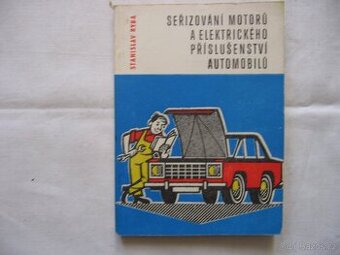 STANISLAV RYBA
SEŘIZOVÁNÍ MOTORŮ
A ELEKTRICKÉHO
PŘÍSLUŠENSTVÍ
AUTOMOBILŮ